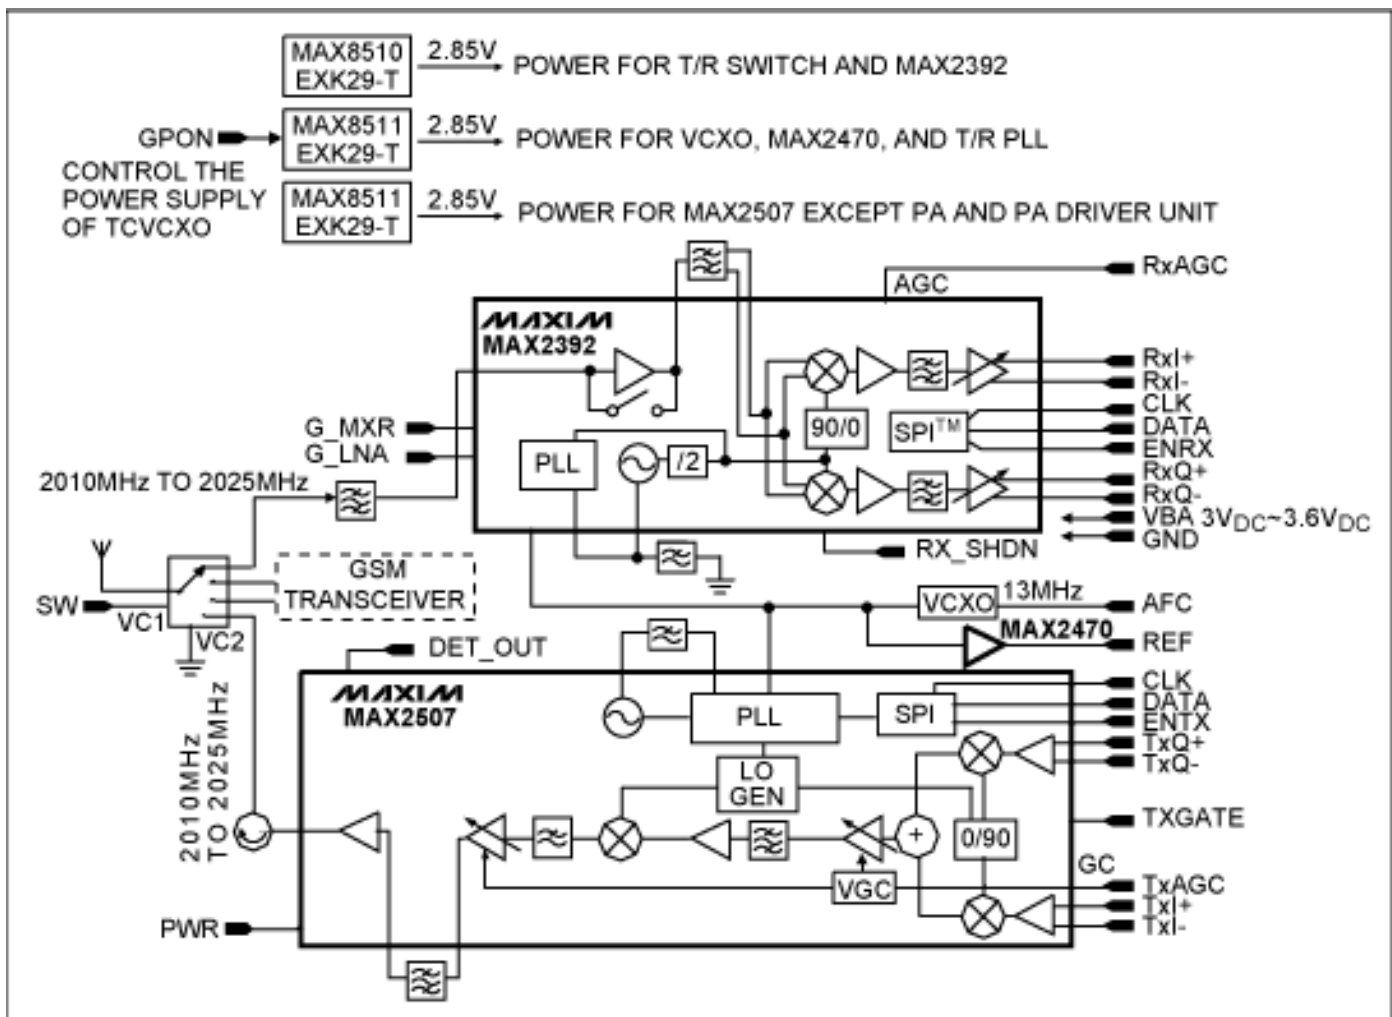 MAX8510
EXK29-T
2.85V
POWER FOR T/R SWITCH AND MAX2392
GPON
MAX8511
EXK29-T
2.85V
POWER FOR VCXO, MAX2470, AND T/R PLL
CONTROL THE
POWER SUPPLY
OF TCVCXO
MAX8511
EXK29-T
2.85V
POWER FOR MAX2507 EXCEPT PA AND PA DRIVER UNIT
RxAGC
AGC
MAXIM
MAX2392
RxI+
RxI-
CLK
DATA
ENRX
RxQ+
RxQ-
VBA 3VDC~3.6VDC
GND
90/0
SPI™
G_MXR
G_LNA
PLL
/2
2010MHz TO 2025MHz
RX_SHDN
GSM
TRANSCEIVER
SW
VC1
VC2
VCXO
13MHz
AFC
MAX2470
REF
DET_OUT
MAXIM
MAX2507
CLK
DATA
ENTX
TxQ+
TxQ-
PLL
SPI
LO
GEN
2010MHz
TO 2025MHz
+
0/90
TXGATE
GC
VGC
TxAGC
TxI+
TxI-
PWR